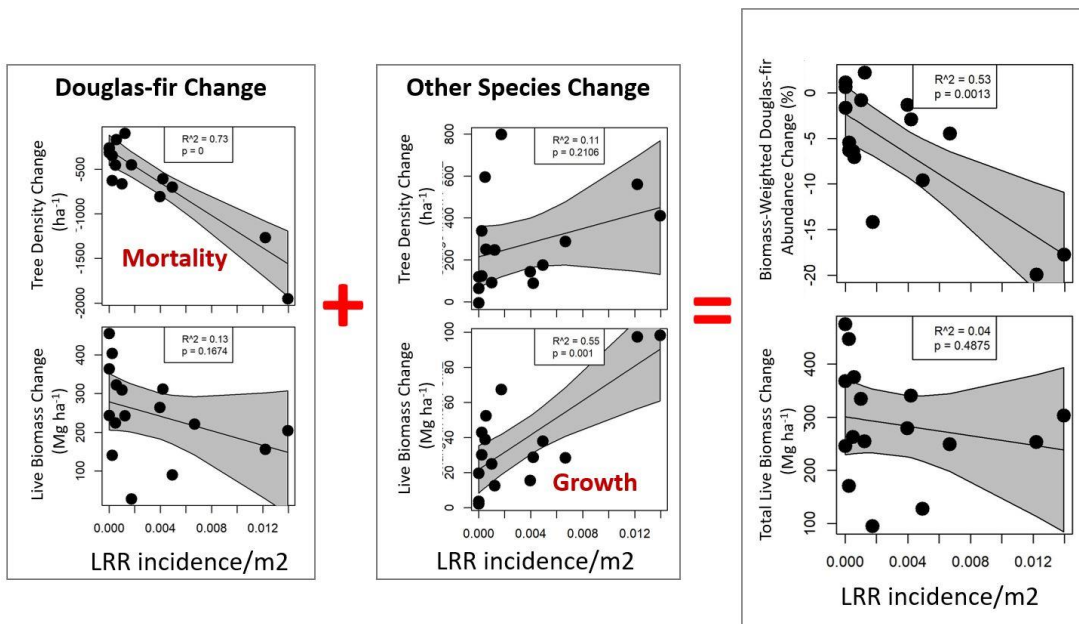 Douglas-fir Change
Tree Density Change
(ha⁻¹)
-500
-1000
-1500
-2000
R^2 = 0.73
p = 0
Mortality
Live Biomass Change
(Mg ha⁻¹)
400
300
200
100
R^2 = 0.13
p = 0.1674
0.000
0.004
0.008
0.012
LRR incidence/m2
+
Other Species Change
Tree Density Change
(ha⁻¹)
800
600
400
200
0
R^2 = 0.11
p = 0.2106
Live Biomass Change
(Mg ha⁻¹)
100
80
60
40
20
0
R^2 = 0.55
p = 0.001
Growth
0.000
0.004
0.008
0.012
LRR incidence/m2
=
Biomass-Weighted Douglas-fir
Abundance Change (%)
0
-5
-10
-15
-20
R^2 = 0.53
p = 0.0013
Total Live Biomass Change
(Mg ha⁻¹)
400
300
200
100
R^2 = 0.04
p = 0.4875
0.000
0.004
0.008
0.012
LRR incidence/m2